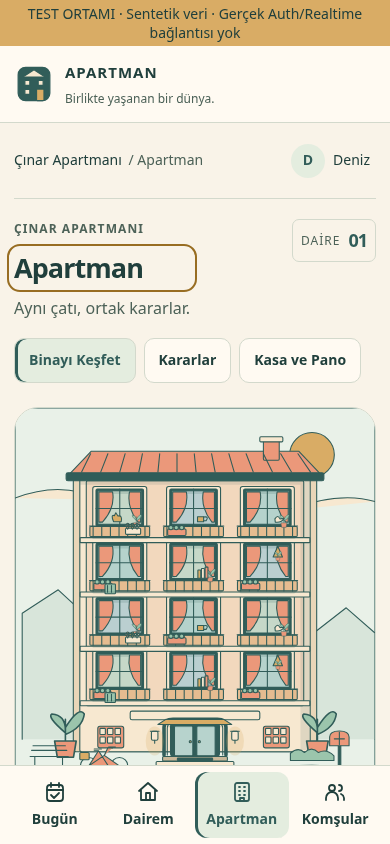 TEST ORTAMI · Sentetik veri · Gerçek Auth/Realtime
bağlantısı yok
APARTMAN
Birlikte yaşanan bir dünya.
Çınar Apartmanı / Apartman
D Deniz
ÇINAR APARTMANI
DAİRE 01
Apartman
Aynı çatı, ortak kararlar.
Binayı Keşfet Kararlar Kasa ve Pano
Bugün Dairem Apartman Komşular